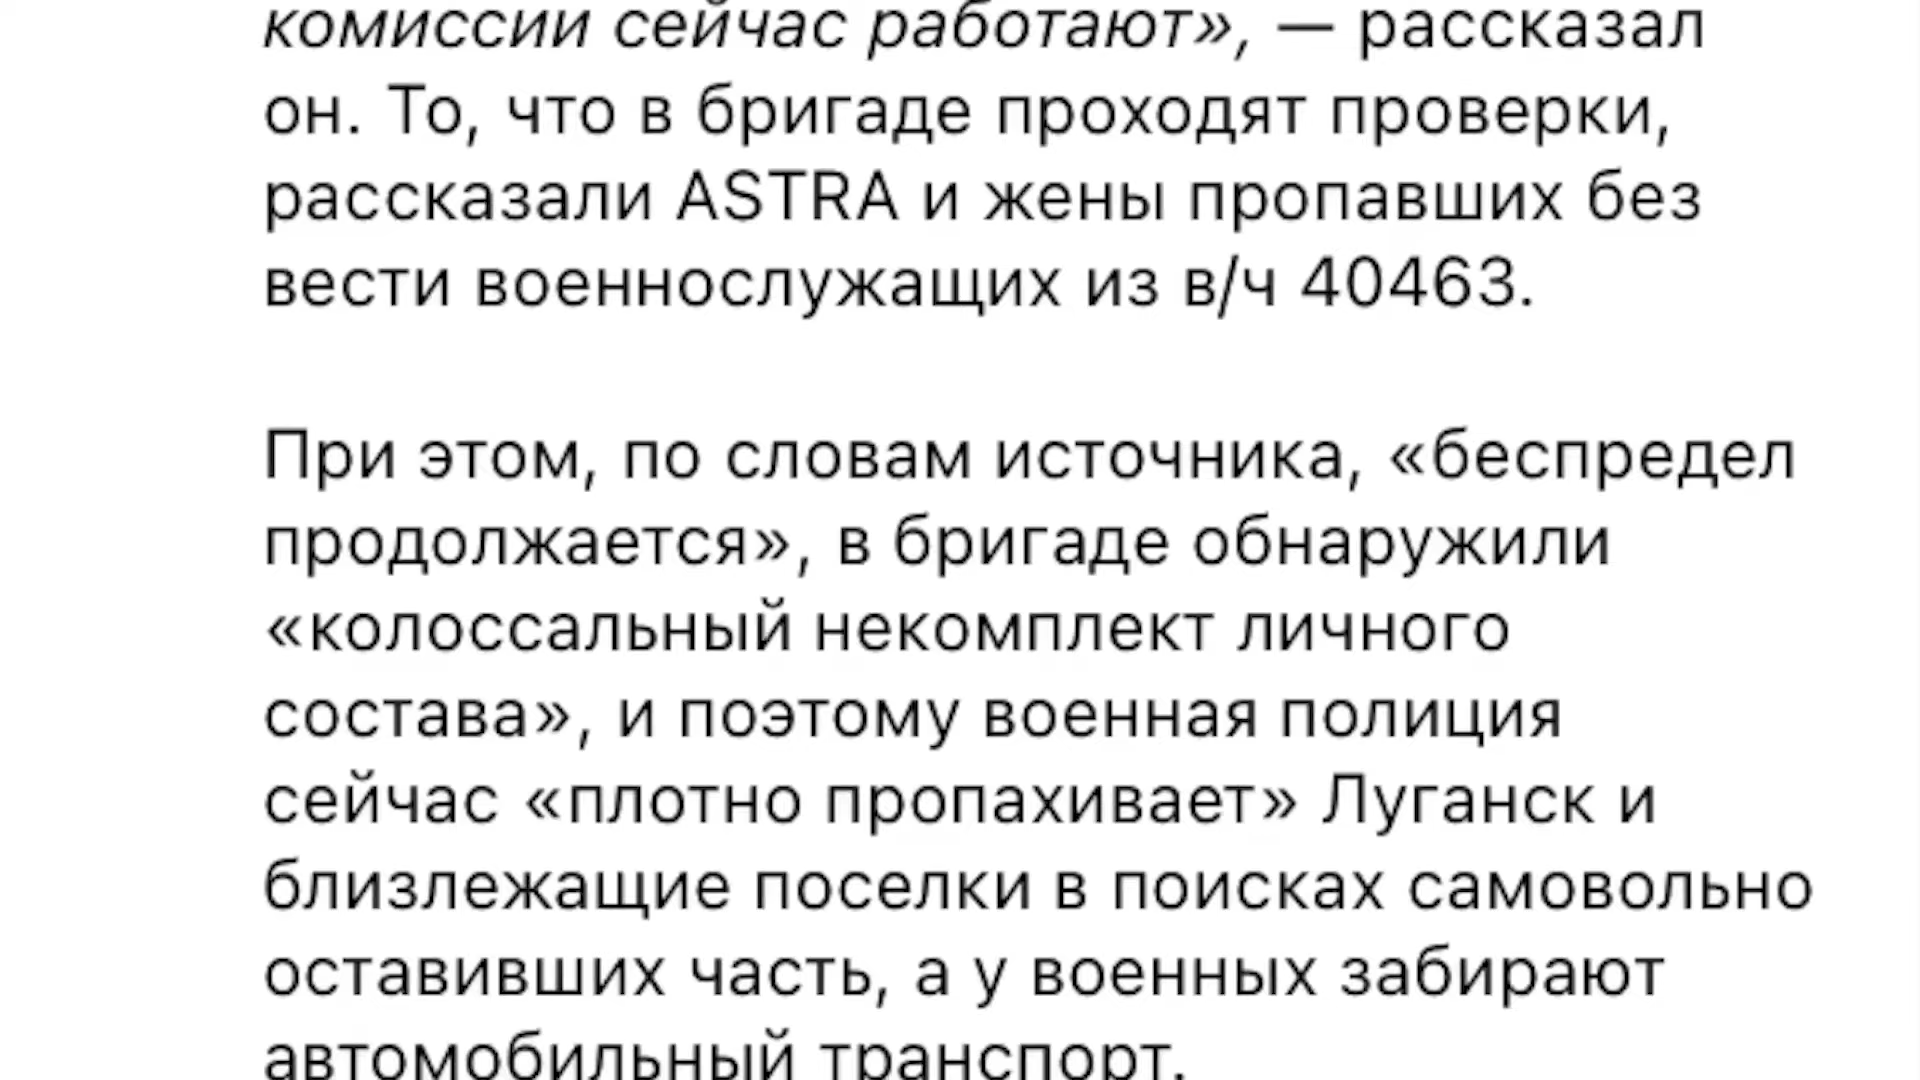 комиссии сейчас работают», — рассказал
он. То, что в бригаде проходят проверки,
рассказали ASTRA и жены пропавших без
вести военнослужащих из в/ч 40463.
При этом, по словам источника, «беспредел
продолжается», в бригаде обнаружили
«колоссальный некомплект личного
состава», и поэтому военная полиция
сейчас «плотно пропахивает» Луганск и
близлежащие поселки в поисках самовольно
оставивших часть, а у военных забирают
автомобильный транспорт.